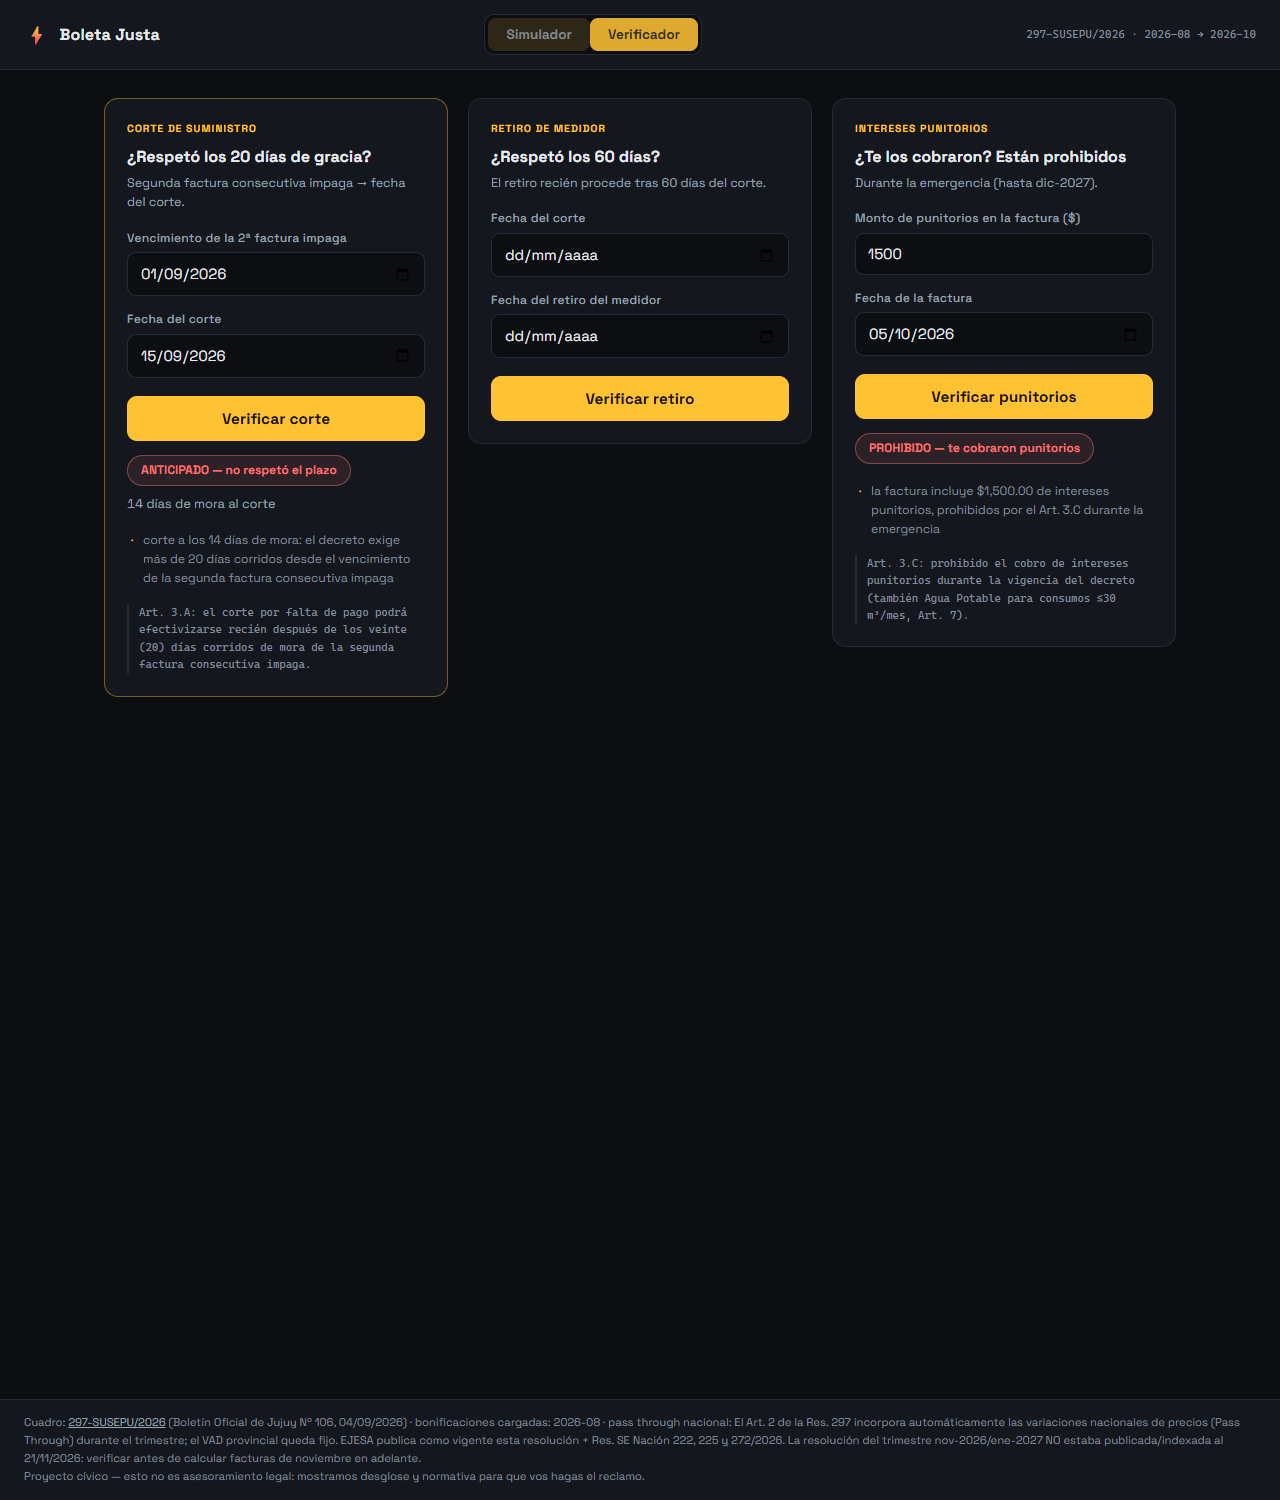 Boleta Justa
Simulador
Verificador
297-SUSEPU/2026 · 2026-08 → 2026-10
CORTE DE SUMINISTRO
¿Respetó los 20 días de gracia?
Segunda factura consecutiva impaga → fecha
del corte.
Vencimiento de la 2ª factura impaga
01/09/2026
Fecha del corte
15/09/2026
Verificar corte
ANTICIPADO — no respetó el plazo
14 días de mora al corte
· corte a los 14 días de mora: el decreto exige
más de 20 días corridos desde el vencimiento
de la segunda factura consecutiva impaga
Art. 3.A: el corte por falta de pago podrá
efectivizarse recién después de los veinte
(20) días corridos de mora de la segunda
factura consecutiva impaga.
RETIRO DE MEDIDOR
¿Respetó los 60 días?
El retiro recién procede tras 60 días del corte.
Fecha del corte
dd/mm/aaaa
Fecha del retiro del medidor
dd/mm/aaaa
Verificar retiro
INTERESES PUNITORIOS
¿Te los cobraron? Están prohibidos
Durante la emergencia (hasta dic-2027).
Monto de punitorios en la factura ($)
1500
Fecha de la factura
05/10/2026
Verificar punitorios
PROHIBIDO — te cobraron punitorios
· la factura incluye $1,500.00 de intereses
punitorios, prohibidos por el Art. 3.C durante la
emergencia
Art. 3.C: prohibido el cobro de intereses
punitorios durante la vigencia del decreto
(también Agua Potable para consumos ≤30
m³/mes, Art. 7).
Cuadro: 297-SUSEPU/2026 (Boletín Oficial de Jujuy Nº 106, 04/09/2026) · bonificaciones cargadas: 2026-08 · pass through nacional: El Art. 2 de la Res. 297 incorpora automáticamente las variaciones nacionales de precios (Pass
Through) durante el trimestre; el VAD provincial queda fijo. EJESA publica como vigente esta resolución + Res. SE Nación 222, 225 y 272/2026. La resolución del trimestre nov-2026/ene-2027 NO estaba publicada/indexada al
21/11/2026: verificar antes de calcular facturas de noviembre en adelante.
Proyecto cívico — esto no es asesoramiento legal: mostramos desglose y normativa para que vos hagas el reclamo.